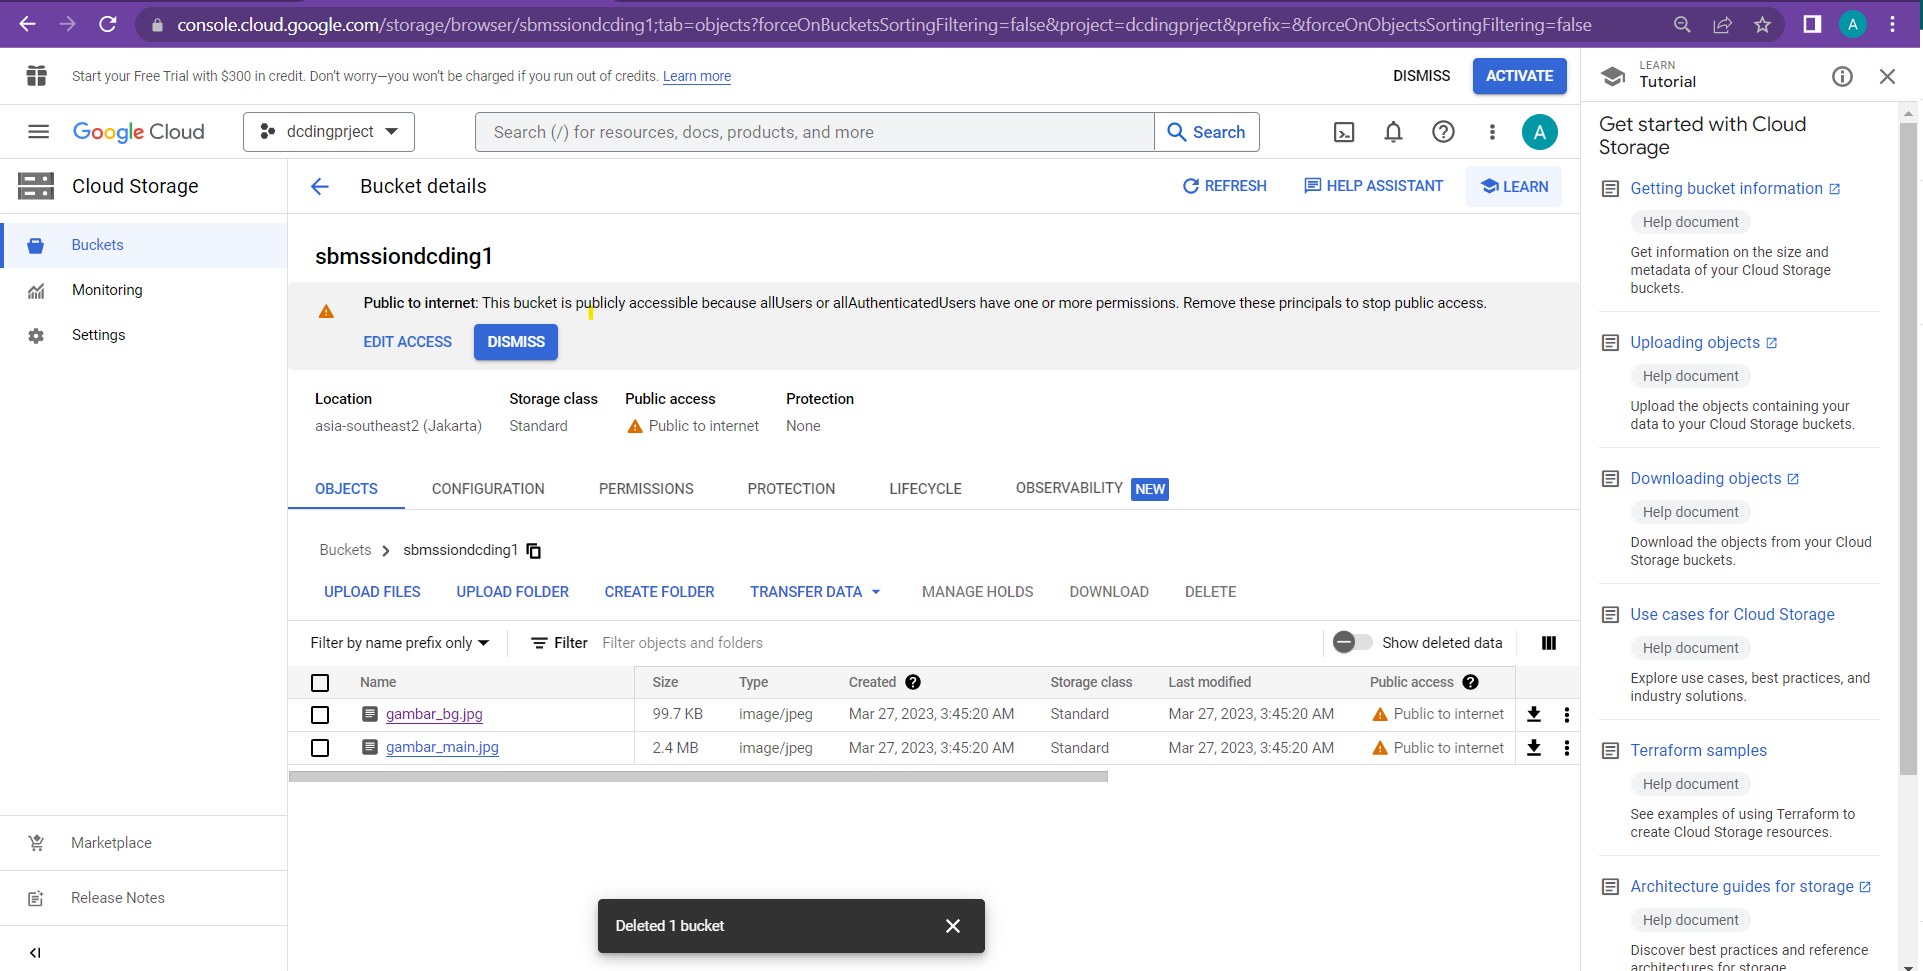 console.cloud.google.com/storage/browser/sbmssiondcding1;tab=objects?forceOnBucketsSortingFiltering=false&project=dcdingprject&prefix=&forceOnObjectsSortingFiltering=false
A
Start your Free Trial with $300 in credit. Don't worry—you won't be charged if you run out of credits. Learn more
DISMISS
ACTIVATE
Google Cloud
dcdingprject
Search (/) for resources, docs, products, and more
Search
A
Cloud Storage
Buckets
Monitoring
Settings
Marketplace
Release Notes
Bucket details
REFRESH
HELP ASSISTANT
LEARN
sbmssiondcding1
Public to internet: This bucket is publicly accessible because allUsers or allAuthenticatedUsers have one or more permissions. Remove these principals to stop public access.
EDIT ACCESS
DISMISS
Location Storage class Public access Protection
asia-southeast2 (Jakarta) Standard Public to internet None
OBJECTS CONFIGURATION PERMISSIONS PROTECTION LIFECYCLE OBSERVABILITY NEW
Buckets > sbmssiondcding1
UPLOAD FILES UPLOAD FOLDER CREATE FOLDER TRANSFER DATA MANAGE HOLDS DOWNLOAD DELETE
Filter by name prefix only Filter Filter objects and folders Show deleted data
Name Size Type Created Storage class Last modified Public access
gambar_bg.jpg 99.7 KB image/jpeg Mar 27, 2023, 3:45:20 AM Standard Mar 27, 2023, 3:45:20 AM Public to internet
gambar_main.jpg 2.4 MB image/jpeg Mar 27, 2023, 3:45:20 AM Standard Mar 27, 2023, 3:45:20 AM Public to internet
Deleted 1 bucket
LEARN
Tutorial
Get started with Cloud
Storage
Getting bucket information
Help document
Get information on the size and
metadata of your Cloud Storage
buckets.
Uploading objects
Help document
Upload the objects containing your
data to your Cloud Storage buckets.
Downloading objects
Help document
Download the objects from your Cloud
Storage buckets.
Use cases for Cloud Storage
Help document
Explore use cases, best practices, and
industry solutions.
Terraform samples
Help document
See examples of using Terraform to
create Cloud Storage resources.
Architecture guides for storage
Help document
Discover best practices and reference
architectures for storage